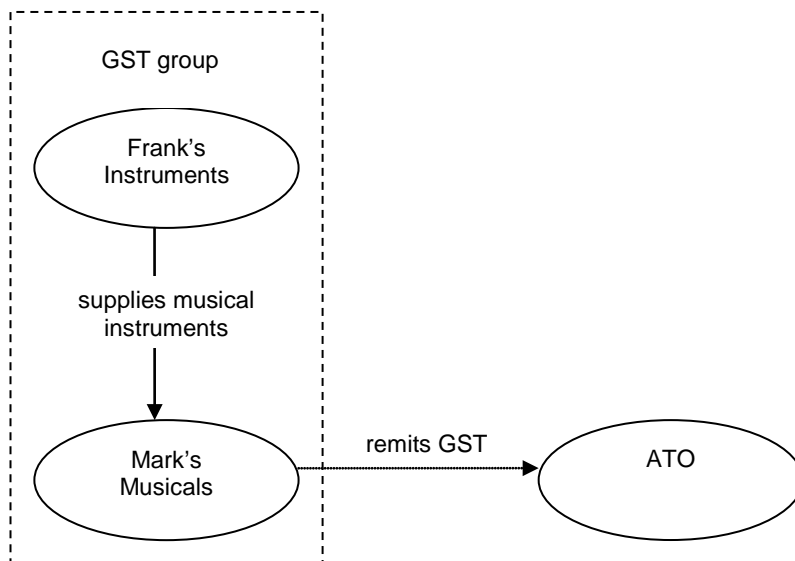 GST group
Frank’s
Instruments
supplies musical
instruments
Mark’s
Musicals
remits GST
ATO